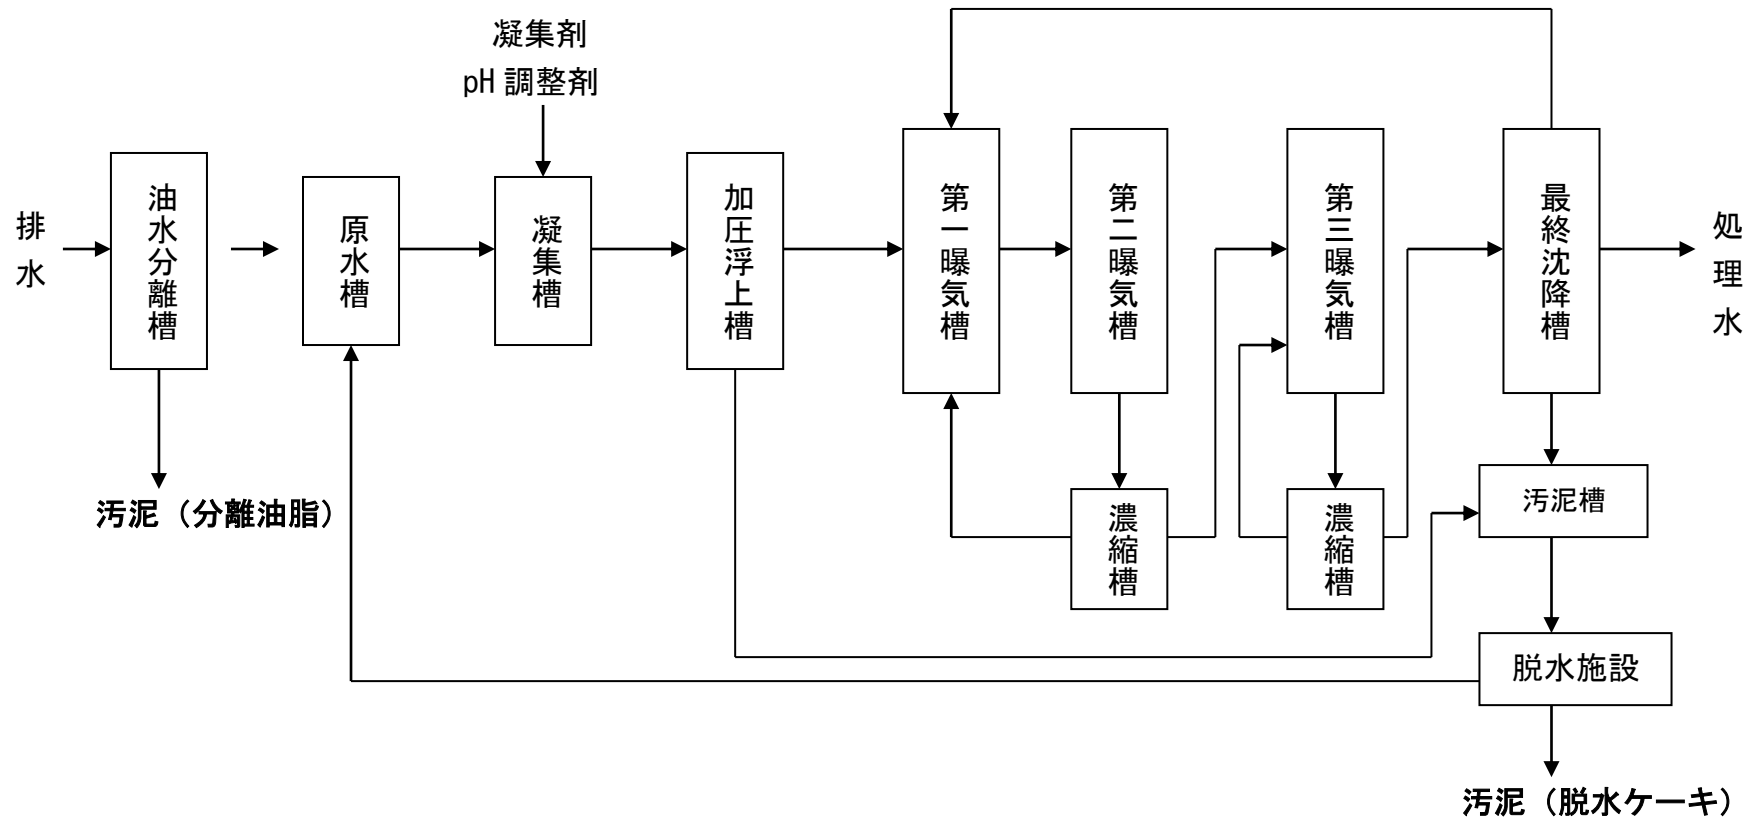 凝集剤
pH 調整剤
排水
油水分離槽
原水槽
凝集槽
加圧浮上槽
第一曝気槽
第二曝気槽
第三曝気槽
最終沈降槽
処理水
汚泥（分離油脂）
濃縮槽
濃縮槽
汚泥槽
脱水施設
汚泥（脱水ケーキ）